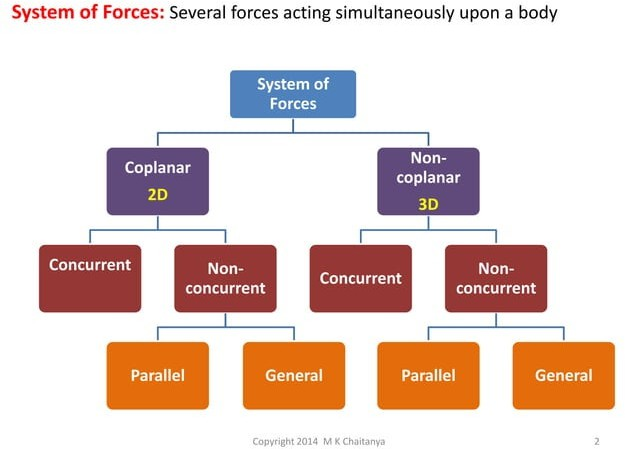 System of Forces: Several forces acting simultaneously upon a body
System of
Forces
Coplanar
2D
Non-
coplanar
3D
Concurrent
Non-
concurrent
Concurrent
Non-
concurrent
Parallel
General
Parallel
General
Copyright 2014 M K Chaitanya
2